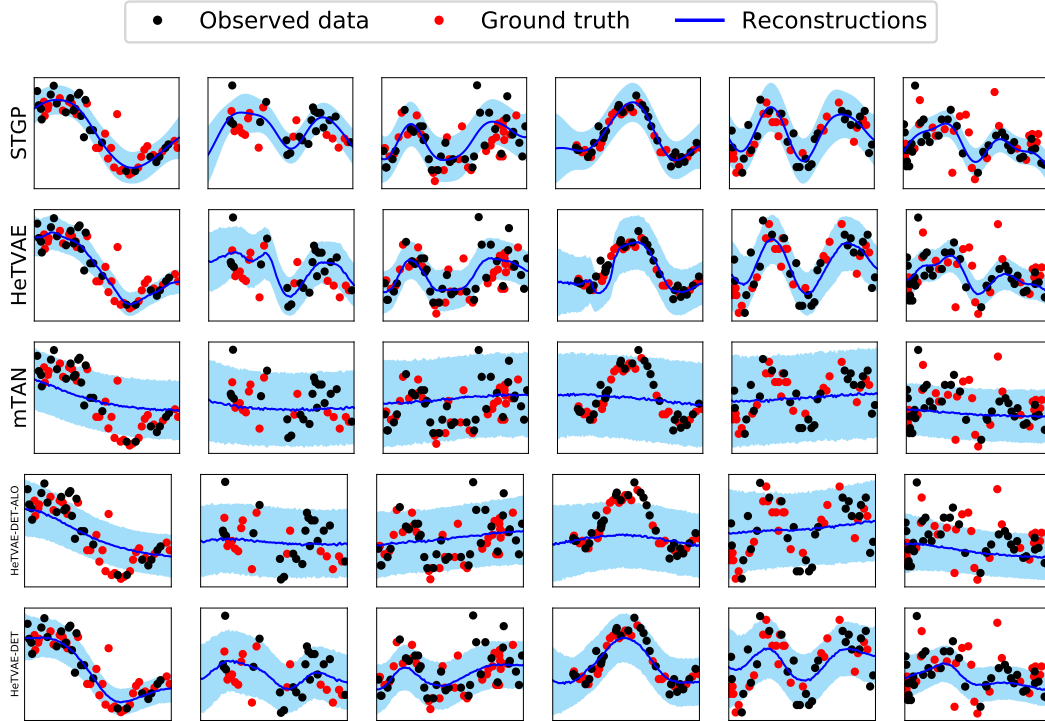 Observed data Ground truth Reconstructions
STGP
HeTVAE
mTAN
HeTVAE-DET-ALO
HeTVAE-DET